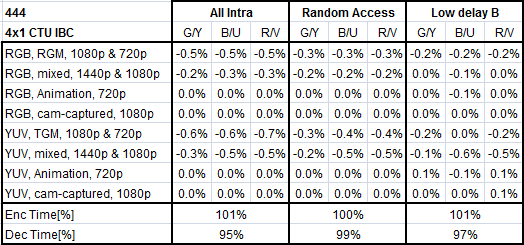 444 All Intra Random Access Low delay B
4x1 CTU IBC G/Y B/U R/V G/Y B/U R/V G/Y B/U R/V
RGB, RGM, 1080p & 720p -0.5% -0.5% -0.5% -0.3% -0.3% -0.3% -0.2% -0.2% -0.2%
RGB, mixed, 1440p & 1080p -0.2% -0.3% -0.3% -0.2% -0.2% -0.2% 0.0% -0.1% 0.0%
RGB, Animation, 720p 0.0% 0.0% 0.0% 0.0% 0.0% 0.0% 0.0% -0.1% 0.0%
RGB, cam-captured, 1080p 0.0% 0.0% 0.0% 0.0% 0.0% 0.0% 0.0% 0.0% 0.0%
YUV, TGM, 1080p & 720p -0.6% -0.6% -0.7% -0.3% -0.4% -0.4% -0.2% 0.0% -0.2%
YUV, mixed, 1440p & 1080p -0.3% -0.5% -0.5% -0.2% -0.5% -0.5% -0.1% -0.6% -0.5%
YUV, Animation, 720p 0.0% 0.0% 0.0% 0.0% 0.0% 0.0% 0.1% -0.1% 0.1%
YUV, cam-captured, 1080p 0.0% 0.0% 0.0% 0.0% 0.0% 0.0% 0.0% 0.0% 0.1%
Enc Time[%] 101% 100% 101%
Dec Time[%] 95% 99% 97%